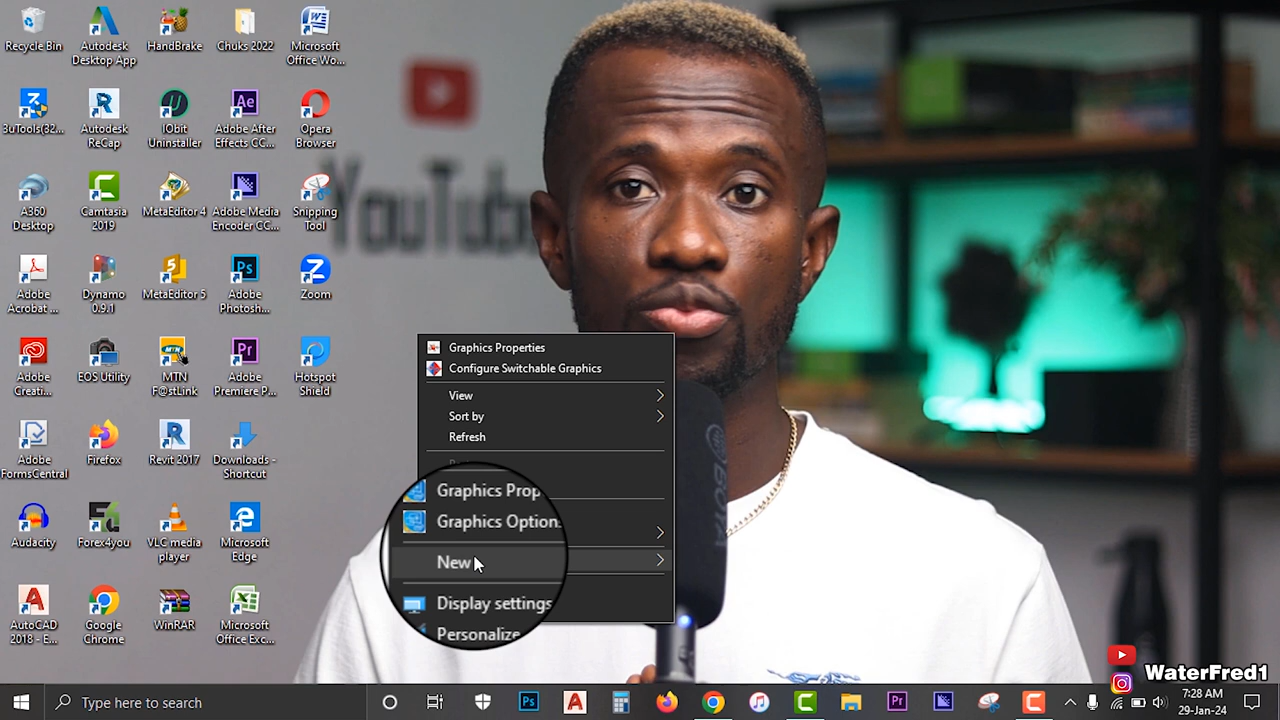 Recycle Bin
Autodesk
Desktop App
HandBrake
Chuks 2022
Microsoft
Office Wo...
3uTools(32...
Autodesk
ReCap
IObit
Uninstaller
Adobe After
Effects CC...
Opera
Browser
A360
Desktop
Camtasia
2019
MetaEditor 4
Adobe Media
Encoder CC...
Snipping
Tool
Adobe
Acrobat ...
Dynamo
0.9.1
MetaEditor 5
Adobe
Photosh...
Zoom
Adobe
Creati...
EOS Utility
MTN
F@stLink
Adobe
Premiere P...
Hotspot
Shield
Adobe
FormsCentral
Firefox
Revit 2017
Downloads -
Shortcut
Audacity
Forex4you
VLC media
player
Microsoft
Edge
AutoCAD
2018 - E...
Google
Chrome
WinRAR
Microsoft
Office Exc...
YouTube
Graphics Properties
Configure Switchable Graphics
View
Sort by
Refresh
Graphics Prop
Graphics Option
New
Display settings
Personalize
BOYA
WaterFred1
Type here to search
7:28 AM
29-Jan-24